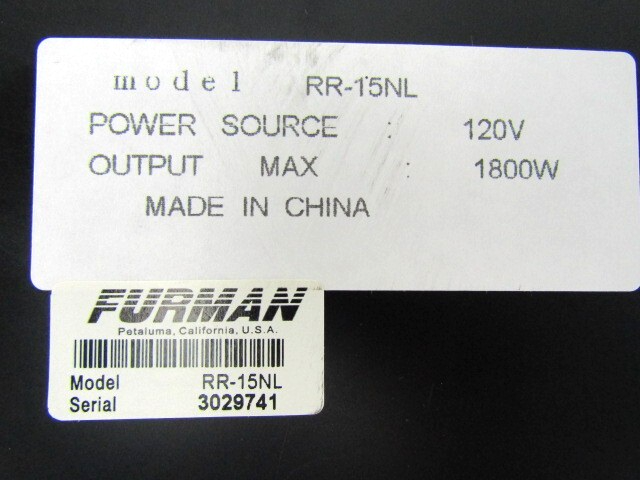 model RR-15NL
POWER SOURCE : 120V
OUTPUT MAX : 1800W
MADE IN CHINA
FURMAN
Petaluma, California, U.S.A.
Model RR-15NL
Serial 3029741